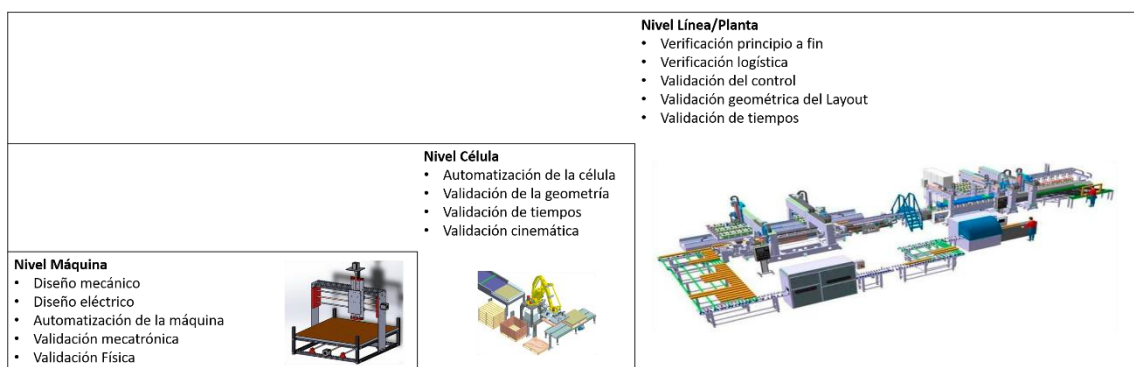 Nivel Línea/Planta
• Verificación principio a fin
• Verificación logística
• Validación del control
• Validación geométrica del Layout
• Validación de tiempos
Nivel Célula
• Automatización de la célula
• Validación de la geometría
• Validación de tiempos
• Validación cinemática
Nivel Máquina
• Diseño mecánico
• Diseño eléctrico
• Automatización de la máquina
• Validación mecatrónica
• Validación Física